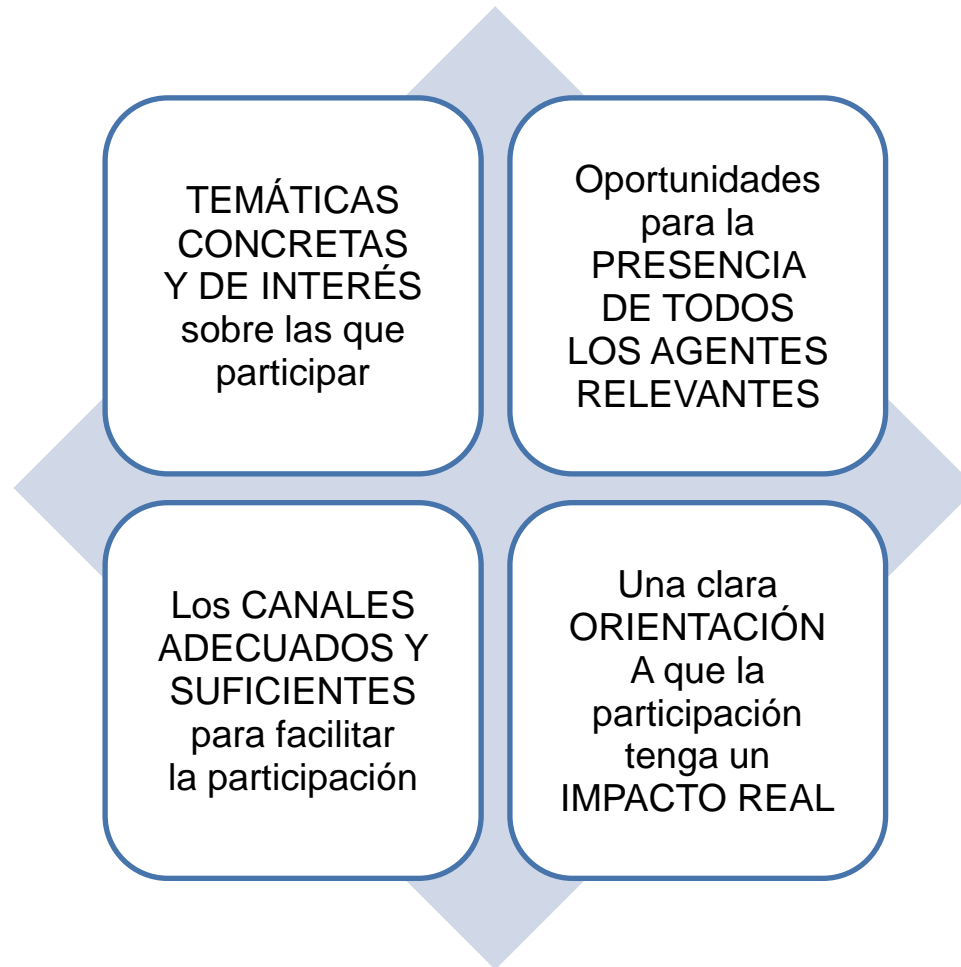 TEMÁTICAS
CONCRETAS
Y DE INTERÉS
sobre las que
participar
Oportunidades
para la
PRESENCIA
DE TODOS
LOS AGENTES
RELEVANTES
Los CANALES
ADECUADOS Y
SUFICIENTES
para facilitar
la participación
Una clara
ORIENTACIÓN
A que la
participación
tenga un
IMPACTO REAL